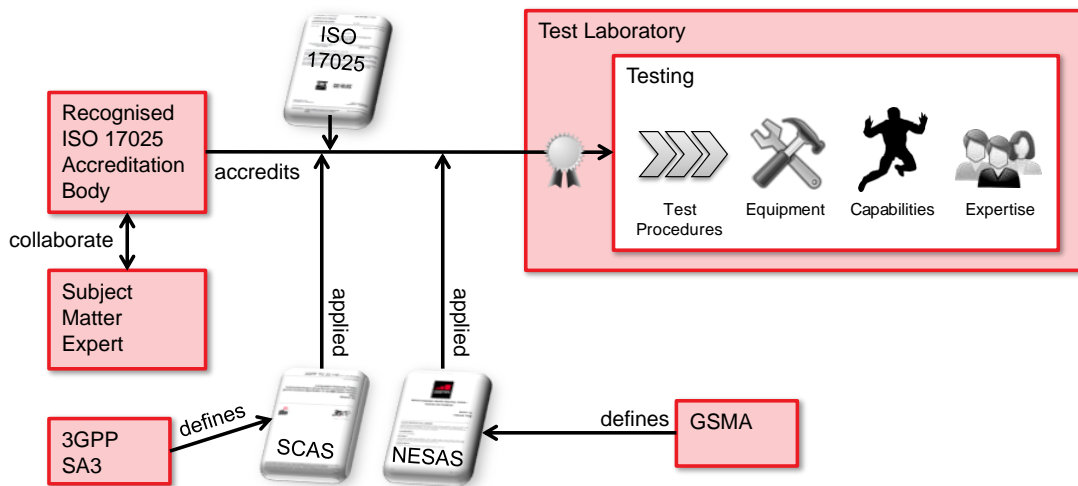 ISO
17025
Test Laboratory
Testing
Recognised
ISO 17025
Accreditation
Body
accredits
Test
Procedures
Equipment
Capabilities
Expertise
collaborate
Subject
Matter
Expert
applied
applied
3GPP
SA3
defines
SCAS
NESAS
defines
GSMA